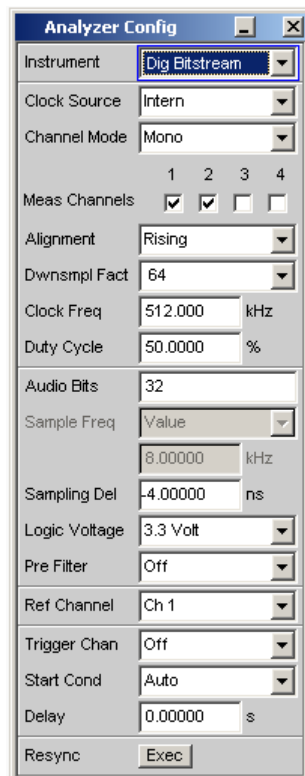 Analyzer Config
Instrument Dig Bitstream
Clock Source Intern
Channel Mode Mono
1 2 3 4
Meas Channels
Alignment Rising
Dwnsmpl Fact 64
Clock Freq 512.000 kHz
Duty Cycle 50.0000 %
Audio Bits 32
Sample Freq Value
8.00000 kHz
Sampling Del -4.00000 ns
Logic Voltage 3.3 Volt
Pre Filter Off
Ref Channel Ch 1
Trigger Chan Off
Start Cond Auto
Delay 0.00000 s
Resync Exec